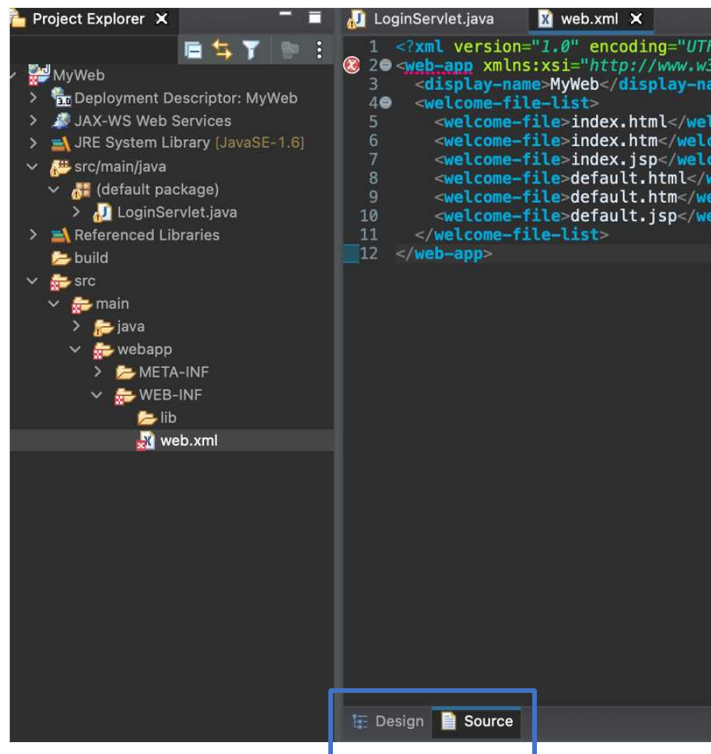 Project Explorer
MyWeb
Deployment Descriptor: MyWeb
JAX-WS Web Services
JRE System Library [JavaSE-1.6]
src/main/java
(default package)
LoginServlet.java
Referenced Libraries
build
src
main
java
webapp
META-INF
WEB-INF
lib
web.xml
LoginServlet.java
web.xml
1 <?xml version="1.0" encoding="UTF
2 <web-app xmlns:xsi="http://www.w3
3 <display-name>MyWeb</display-na
4 <welcome-file-list>
5 <welcome-file>index.html</wel
6 <welcome-file>index.htm</welc
7 <welcome-file>index.jsp</welc
8 <welcome-file>default.html</w
9 <welcome-file>default.htm</we
10 <welcome-file>default.jsp</we
11 </welcome-file-list>
12 </web-app>
Design Source